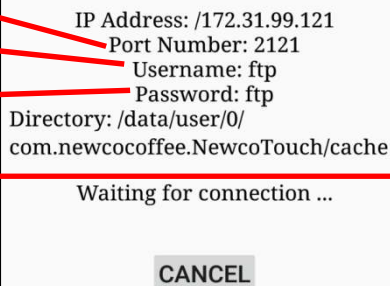 IP Address: /172.31.99.121
Port Number: 2121
Username: ftp
Password: ftp
Directory: /data/user/0/
com.newcocoffee.NewcoTouch/cache
Waiting for connection ...
CANCEL